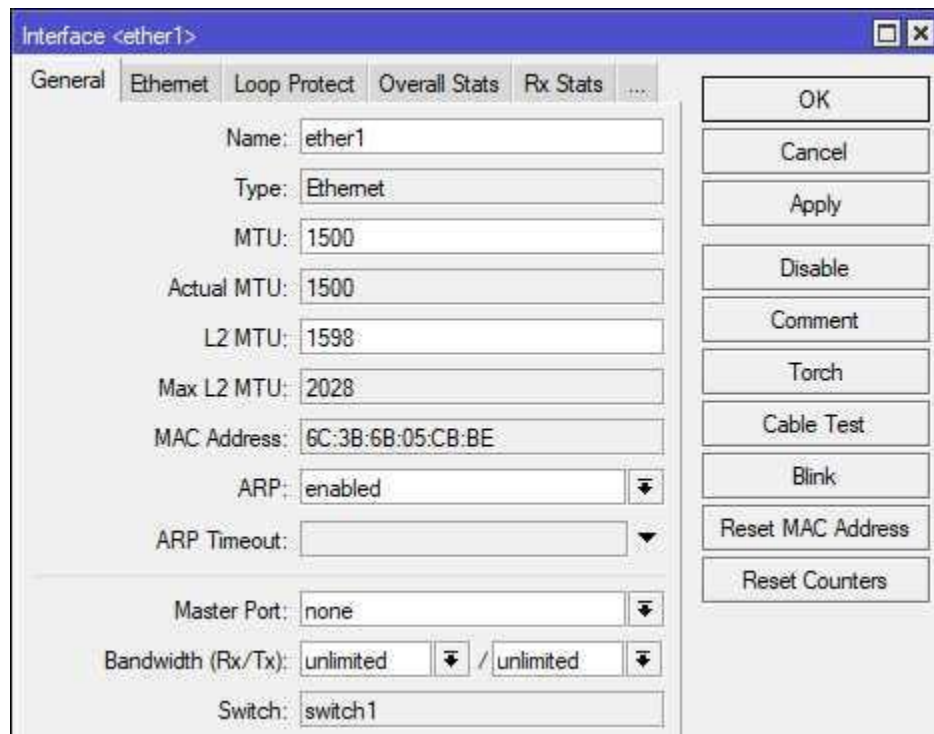 Interface <ether1>
General Ethernet Loop Protect Overall Stats Rx Stats ...
Name: ether1
Type: Ethernet
MTU: 1500
Actual MTU: 1500
L2 MTU: 1598
Max L2 MTU: 2028
MAC Address: 6C:3B:6B:05:CB:BE
ARP: enabled
ARP Timeout:
Master Port: none
Bandwidth (Rx/Tx): unlimited / unlimited
Switch: switch1
OK
Cancel
Apply
Disable
Comment
Torch
Cable Test
Blink
Reset MAC Address
Reset Counters